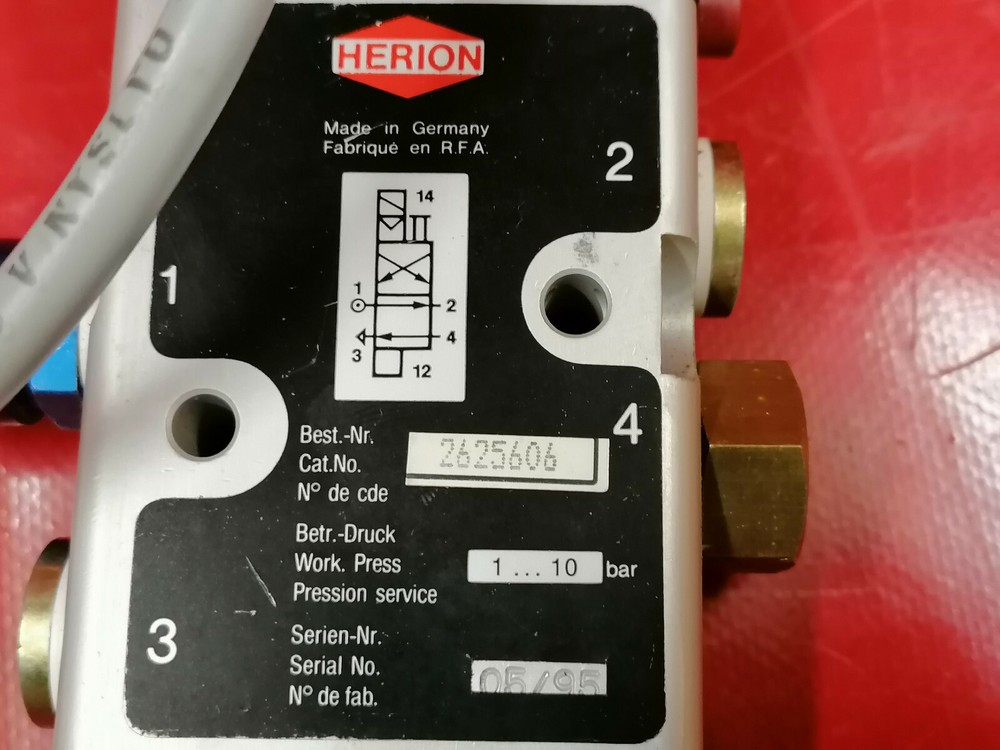 HERION
Made in Germany
Fabriqué en R.F.A.
2
14
1
1
2
4
3
12
4
Best.-Nr.
Cat.No.
N° de cde
2625606
Betr.-Druck
Work. Press
Pression service
1 ... 10 bar
3
Serien-Nr.
Serial No.
N° de fab.
05/95